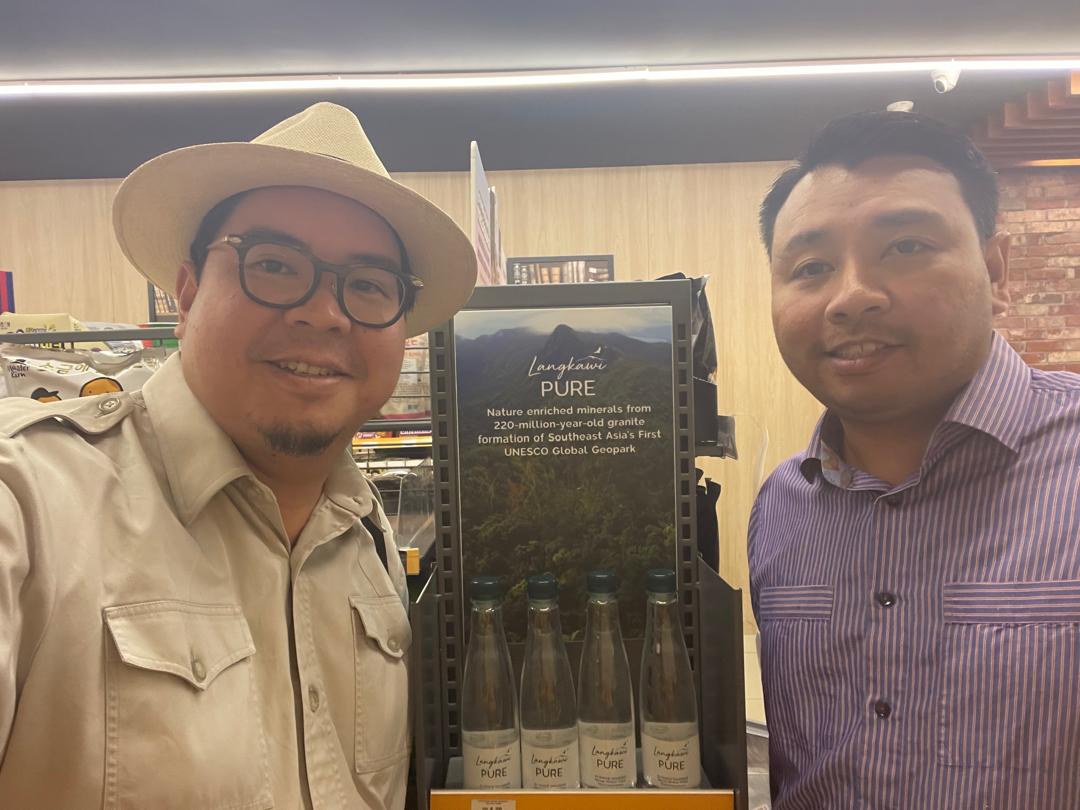 Langkawi
PURE
Nature enriched minerals from
220-million-year-old granite
formation of Southeast Asia's First
UNESCO Global Geopark
Langkawi
PURE
Langkawi
PURE
Langkawi
PURE
Langkawi
PURE